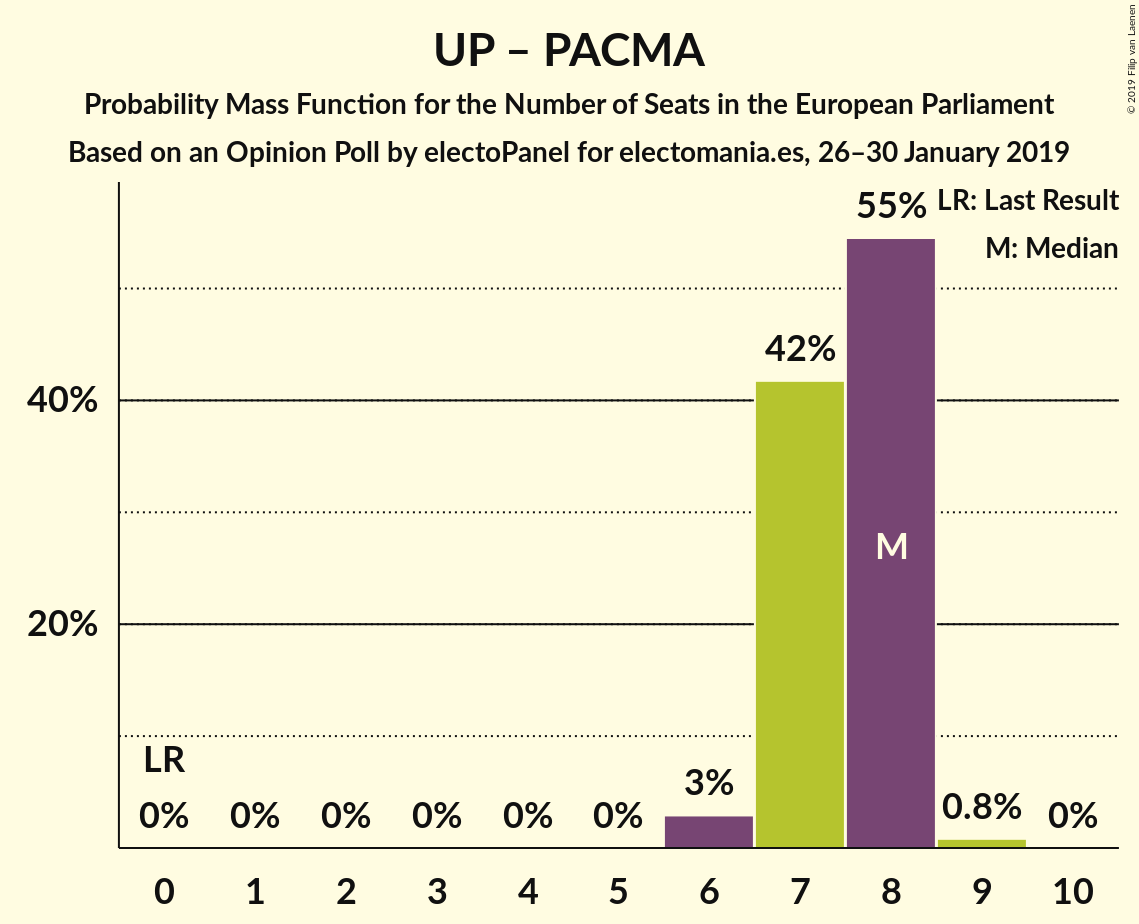 UP – PACMA
Probability Mass Function for the Number of Seats in the European Parliament
Based on an Opinion Poll by electoPanel for electomania.es, 26–30 January 2019
© 2019 Filip van Laenen
55%
LR: Last Result
M: Median
42%
40%
M
20%
LR
3%
0% 0% 0% 0% 0% 0% 0.8% 0%
0 1 2 3 4 5 6 7 8 9 10